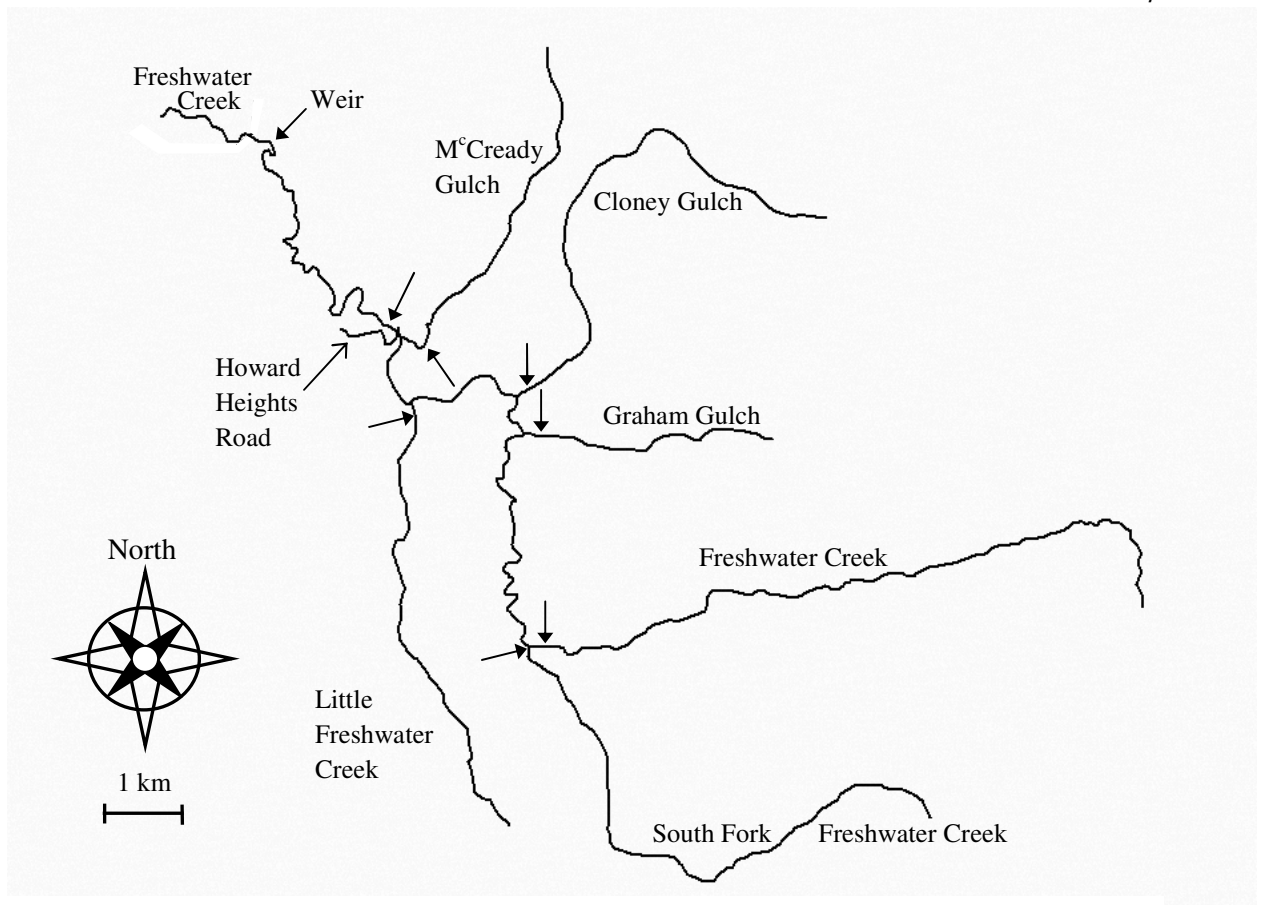 Freshwater
Creek
Weir
McCready
Gulch
Cloney Gulch
Howard
Heights
Road
Graham Gulch
North
Freshwater Creek
Little
Freshwater
Creek
1 km
South Fork Freshwater Creek